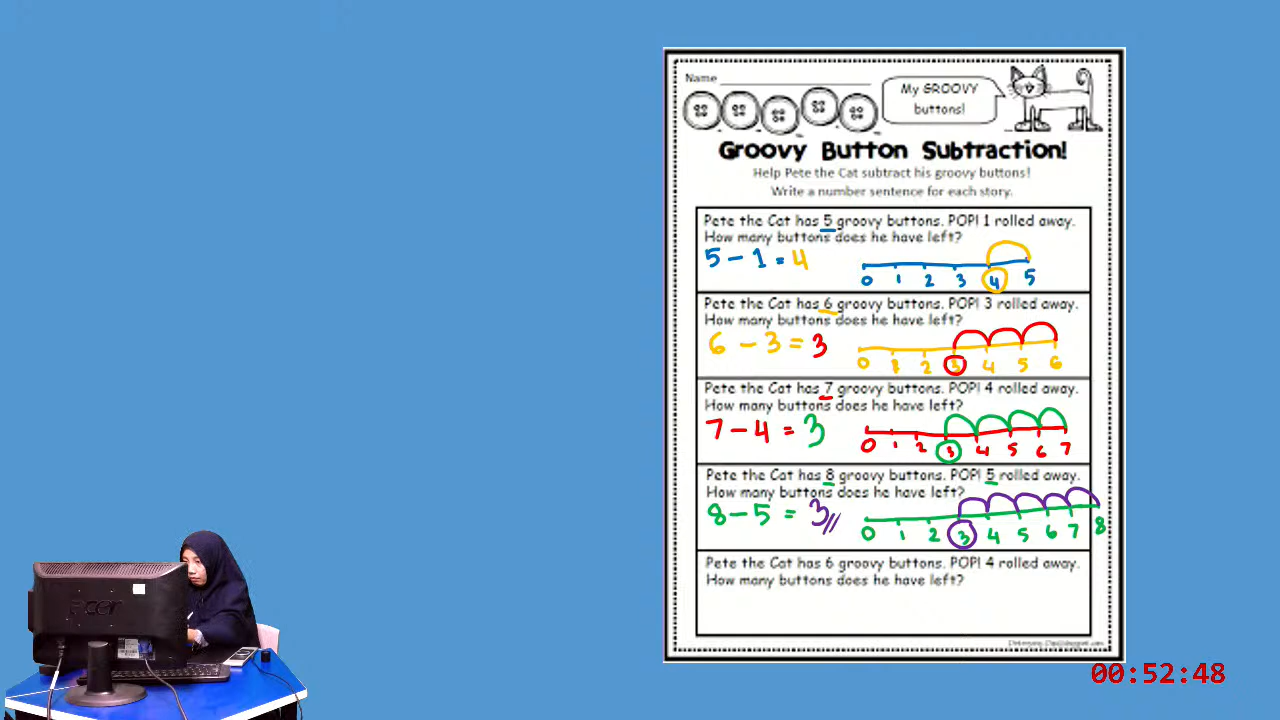 Name
My GROOVY
buttons!
Groovy Button Subtraction!
Help Pete the Cat subtract his groovy buttons!
Write a number sentence for each story.
Pete the Cat has 5 groovy buttons. POP! 1 rolled away.
How many buttons does he have left?
5 - 1 = 4
0 1 2 3 4 5
Pete the Cat has 6 groovy buttons. POP! 3 rolled away.
How many buttons does he have left?
6 - 3 = 3
0 1 2 3 4 5 6
Pete the Cat has 7 groovy buttons. POP! 4 rolled away.
How many buttons does he have left?
7 - 4 = 3
0 1 2 3 4 5 6 7
Pete the Cat has 8 groovy buttons. POP! 5 rolled away.
How many buttons does he have left?
8 - 5 = 3
0 1 2 3 4 5 6 7 8
Pete the Cat has 6 groovy buttons. POP! 4 rolled away.
How many buttons does he have left?
acer
00:52:48